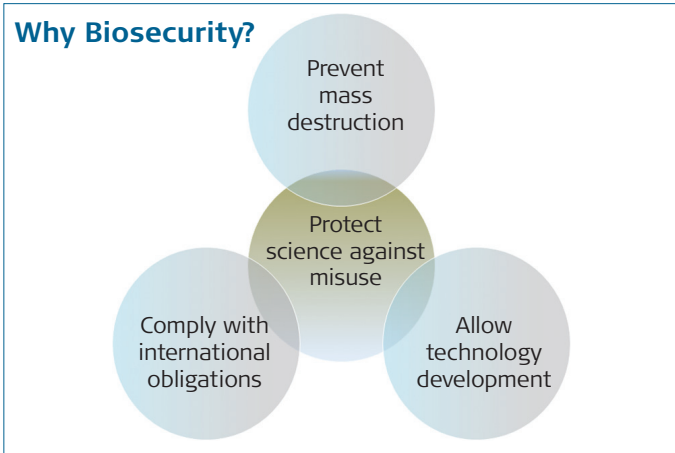 Why Biosecurity?
Prevent
mass
destruction
Protect
science against
misuse
Comply with
international
obligations
Allow
technology
development